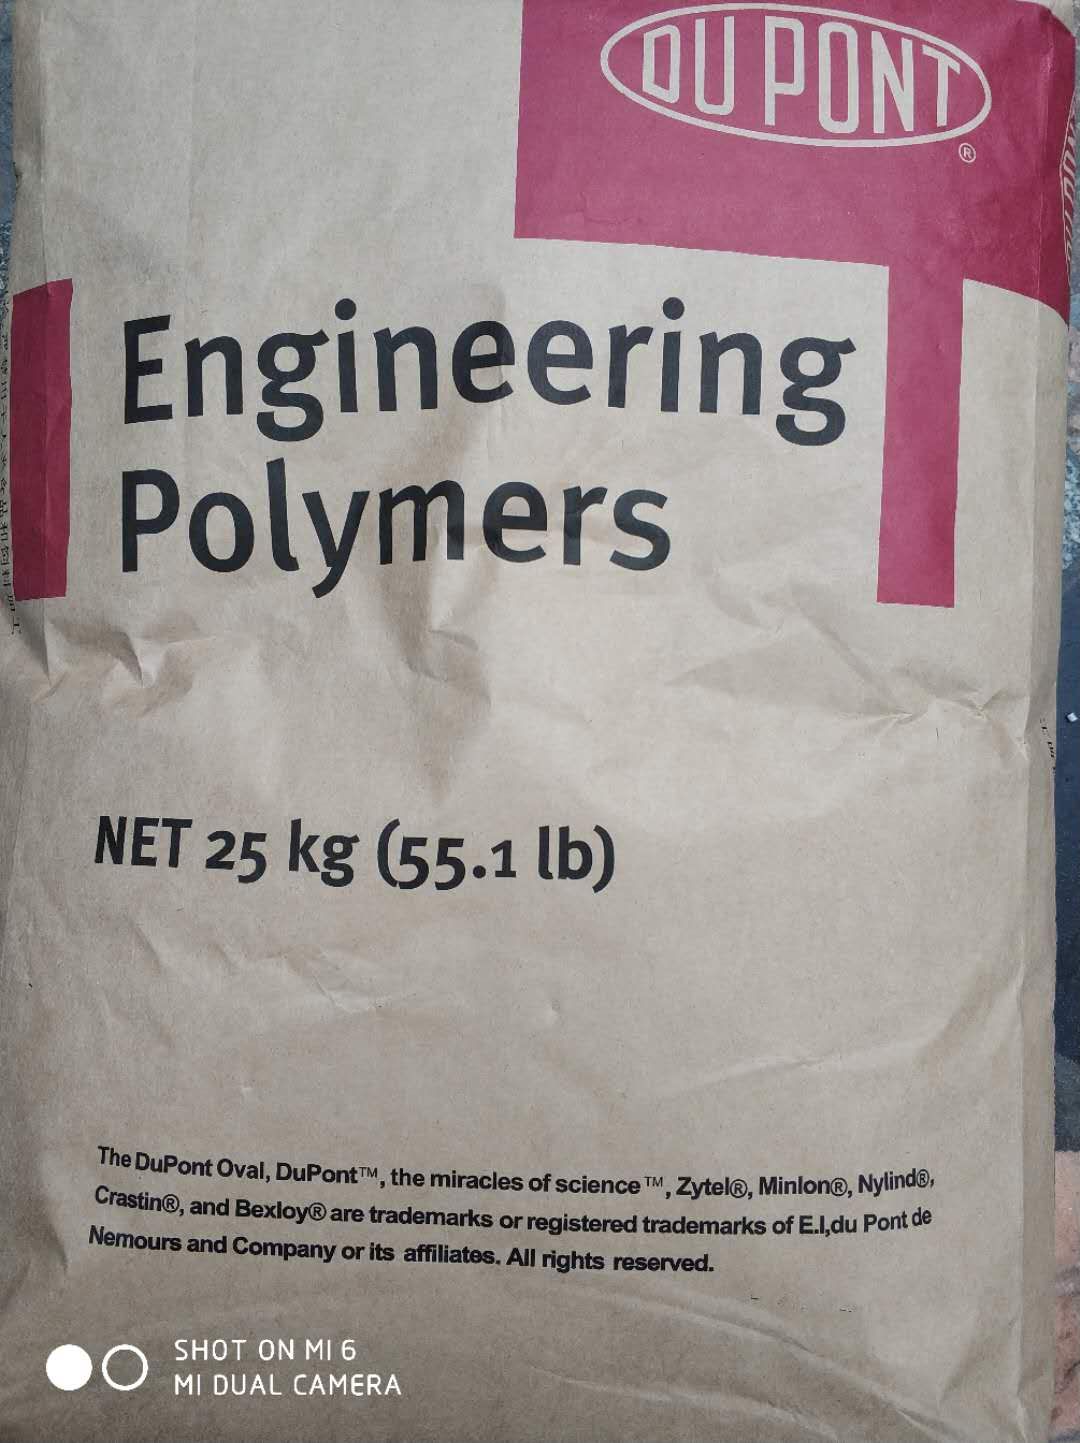 DU PONT
®
Engineering
Polymers
NET 25 kg (55.1 lb)
The DuPont Oval, DuPont™, the miracles of science™, Zytel®, Minlon®, Nylind®,
Crastin®, and Bexloy® are trademarks or registered trademarks of E.I,du Pont de
Nemours and Company or its affiliates. All rights reserved.
SHOT ON MI 6
MI DUAL CAMERA